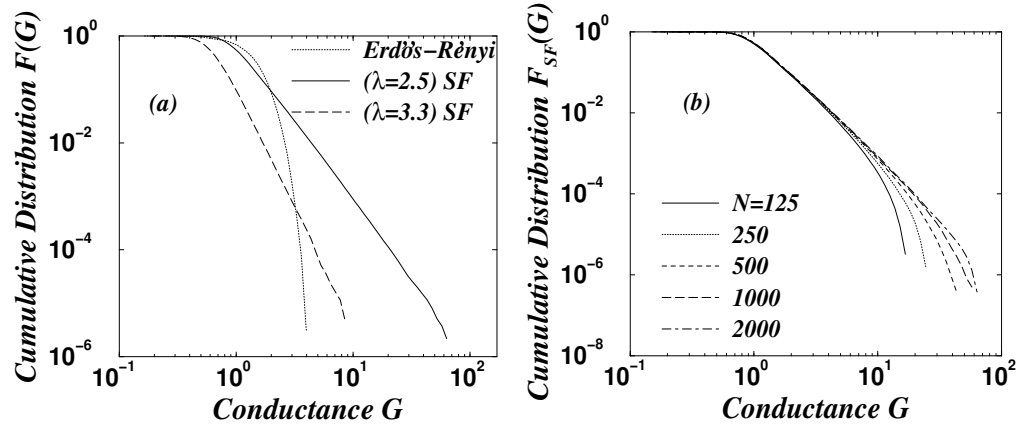 Cumulative Distribution F(G)
10^0
10^-2
10^-4
10^-6
10^-1 10^0 10^1 10^2
Conductance G
(a)
Erdős–Rényi
(λ=2.5) SF
(λ=3.3) SF
Cumulative Distribution F_SF(G)
10^0
10^-2
10^-4
10^-6
10^-8
10^-1 10^0 10^1 10^2
Conductance G
(b)
N=125
250
500
1000
2000